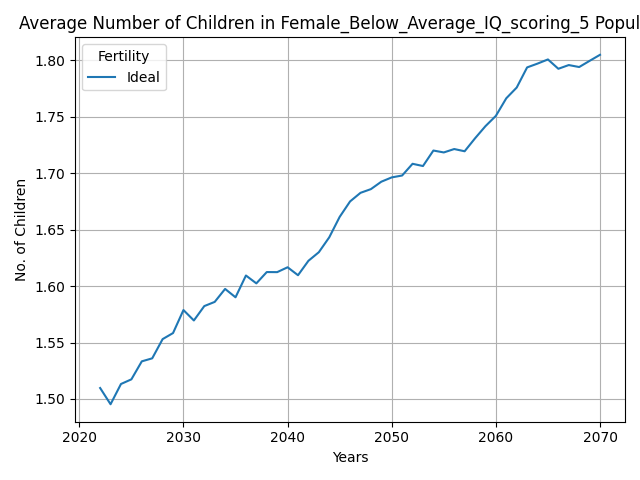 Average Number of Children in Female_Below_Average_IQ_scoring_5 Popul
Fertility
Ideal
1.80
1.75
1.70
1.65
1.60
1.55
1.50
No. of Children
2020 2030 2040 2050 2060 2070
Years